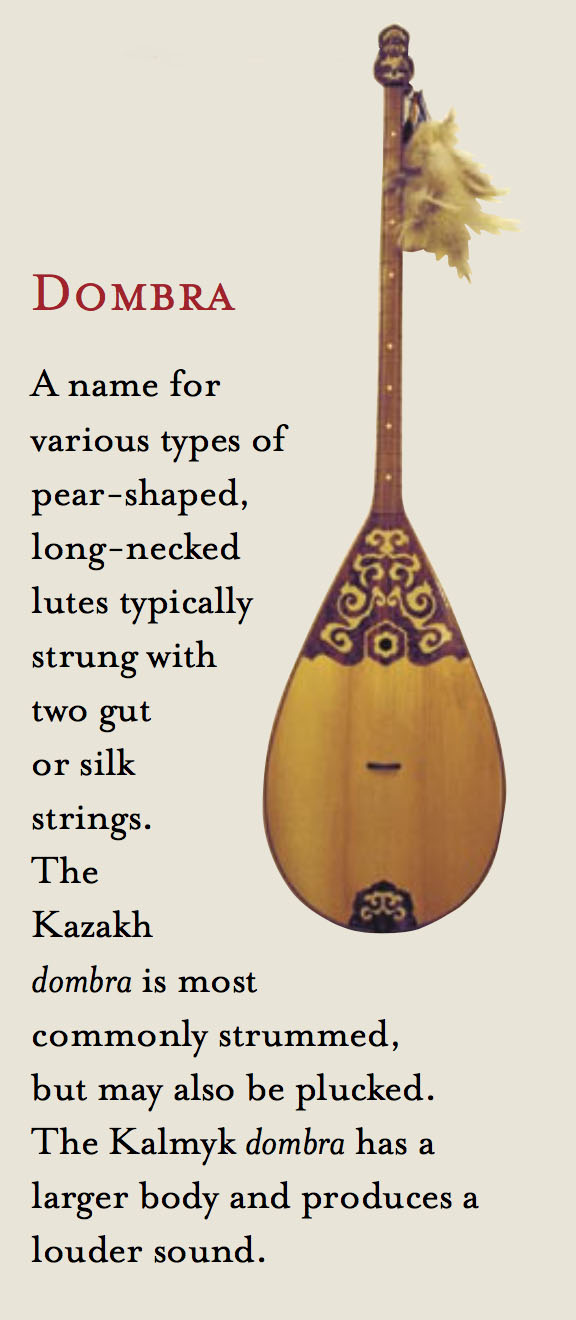 Dombra
A name for
various types of
pear-shaped,
long-necked
lutes typically
strung with
two gut
or silk
strings.
The
Kazakh
dombra is most
commonly strummed,
but may also be plucked.
The Kalmyk dombra has a
larger body and produces a
louder sound.